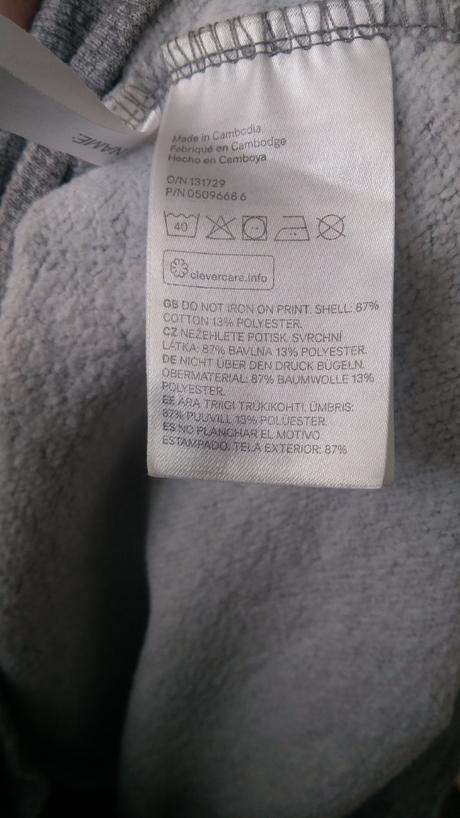 NAME:
Made in Cambodia
Fabriqué en Cambodge
Hecho en Camboya
O/N 131729
P/N 0509668 6
40
clevercare.info
GB DO NOT IRON ON PRINT. SHELL: 87%
COTTON 13% POLYESTER.
CZ NEŽEHLETE POTISK. SVRCHNÍ
LÁTKA: 87% BAVLNA 13% POLYESTER.
DE NICHT ÜBER DEN DRUCK BÜGELN.
OBERMATERIAL: 87% BAUMWOLLE 13%
POLYESTER.
EE ÄRA TRIIGI TRÜKIKOHTI. ÜMBRIS:
87% PUUVILL 13% POLÜESTER.
ES NO PLANCHAR EL MOTIVO
ESTAMPADO. TELA EXTERIOR: 87%